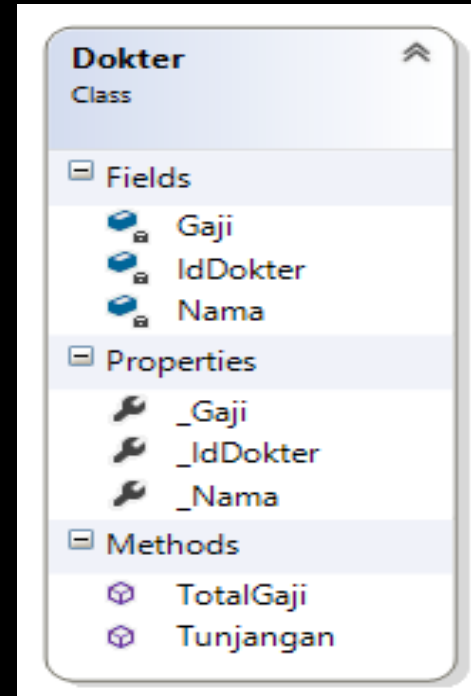 Dokter
Class
Fields
Gaji
IdDokter
Nama
Properties
_Gaji
_IdDokter
_Nama
Methods
TotalGaji
Tunjangan